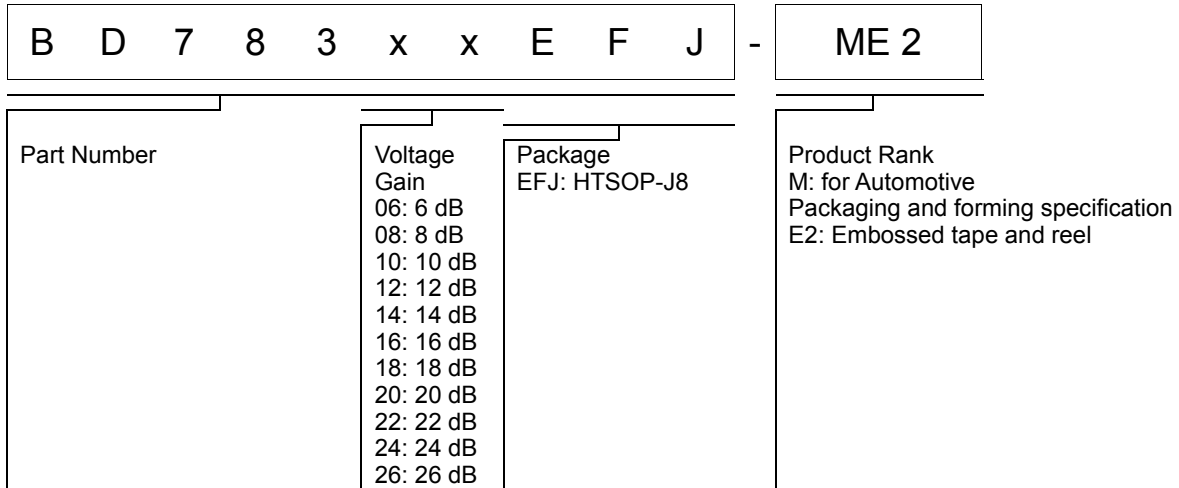 B D 7 8 3 x x E F J - ME 2
Part Number
Voltage
Gain
06: 6 dB
08: 8 dB
10: 10 dB
12: 12 dB
14: 14 dB
16: 16 dB
18: 18 dB
20: 20 dB
22: 22 dB
24: 24 dB
26: 26 dB
Package
EFJ: HTSOP-J8
Product Rank
M: for Automotive
Packaging and forming specification
E2: Embossed tape and reel